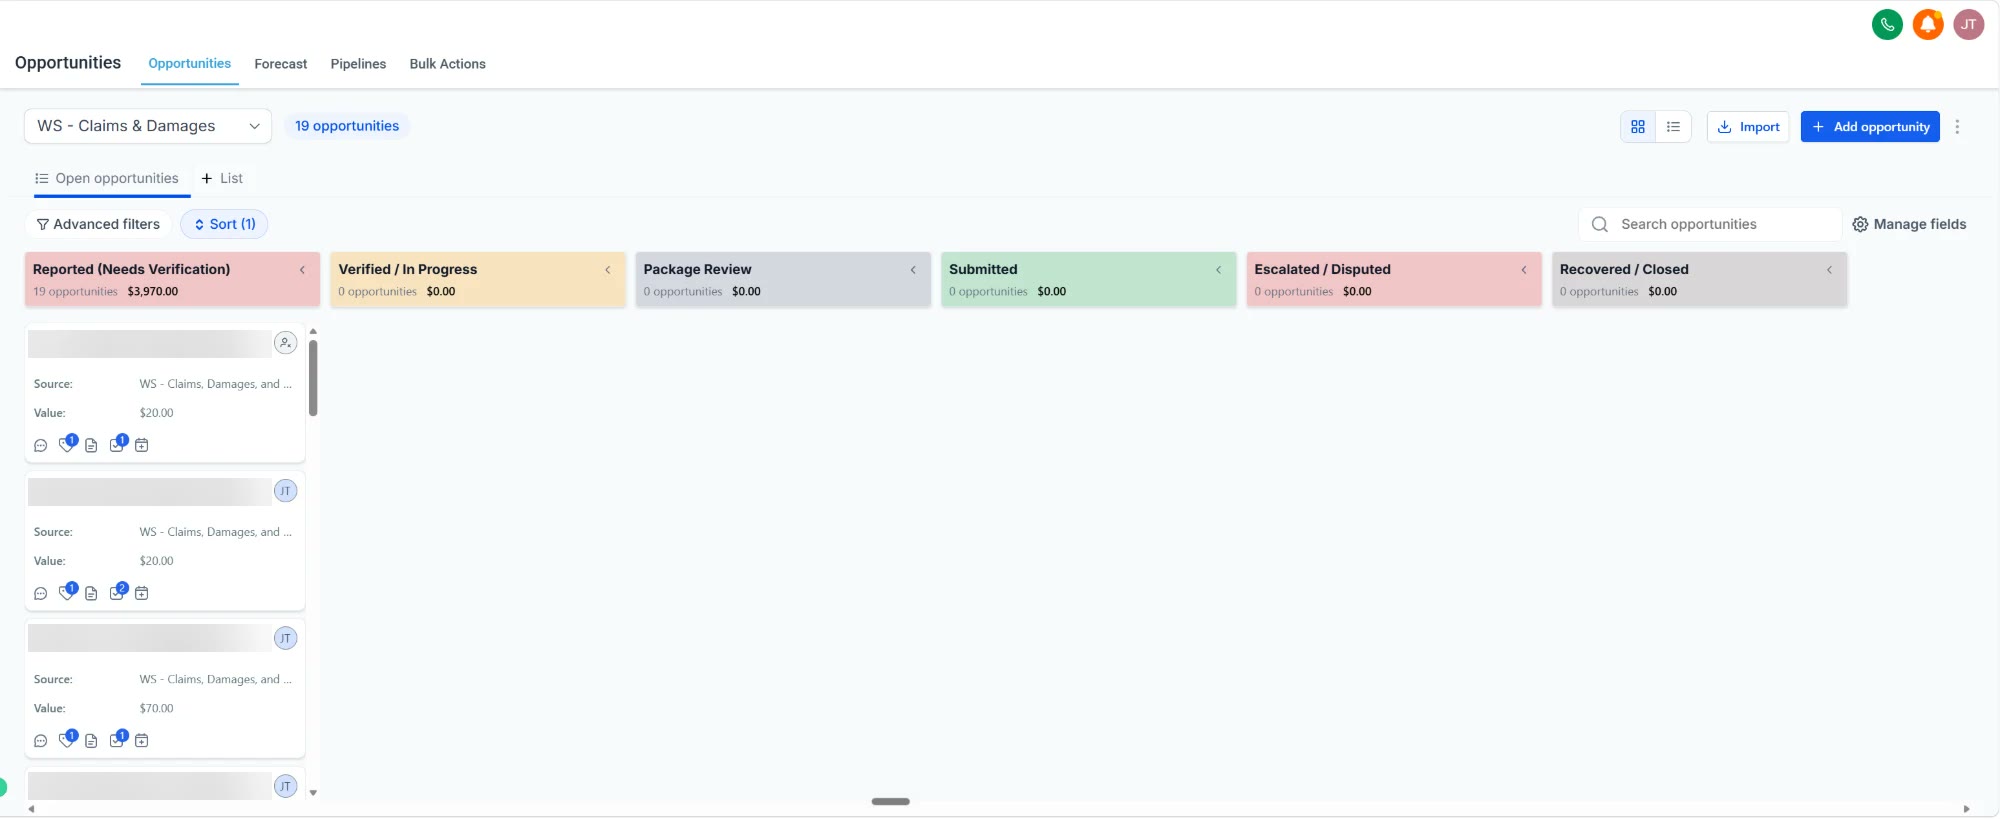 JT
Opportunities Opportunities Forecast Pipelines Bulk Actions
WS - Claims & Damages 19 opportunities Import + Add opportunity
Open opportunities + List
Advanced filters Sort (1) Search opportunities Manage fields
Reported (Needs Verification) Verified / In Progress Package Review Submitted Escalated / Disputed Recovered / Closed
19 opportunities $3,970.00 0 opportunities $0.00 0 opportunities $0.00 0 opportunities $0.00 0 opportunities $0.00 0 opportunities $0.00
Source: WS - Claims, Damages, and ...
Value: $20.00
1 1
JT
Source: WS - Claims, Damages, and ...
Value: $20.00
1 2
JT
Source: WS - Claims, Damages, and ...
Value: $70.00
1 1
JT